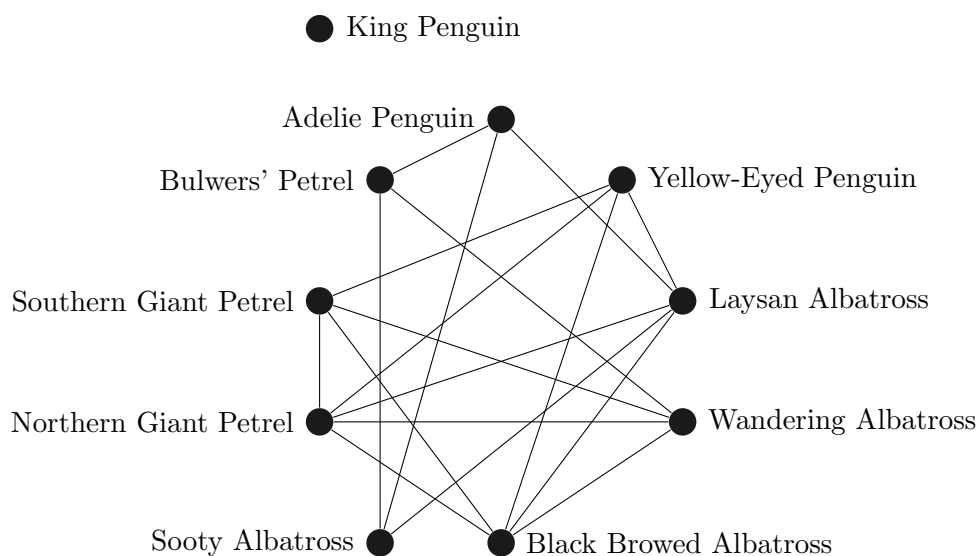 King Penguin
Adelie Penguin
Bulwers' Petrel
Yellow-Eyed Penguin
Southern Giant Petrel
Laysan Albatross
Northern Giant Petrel
Wandering Albatross
Sooty Albatross
Black Browed Albatross